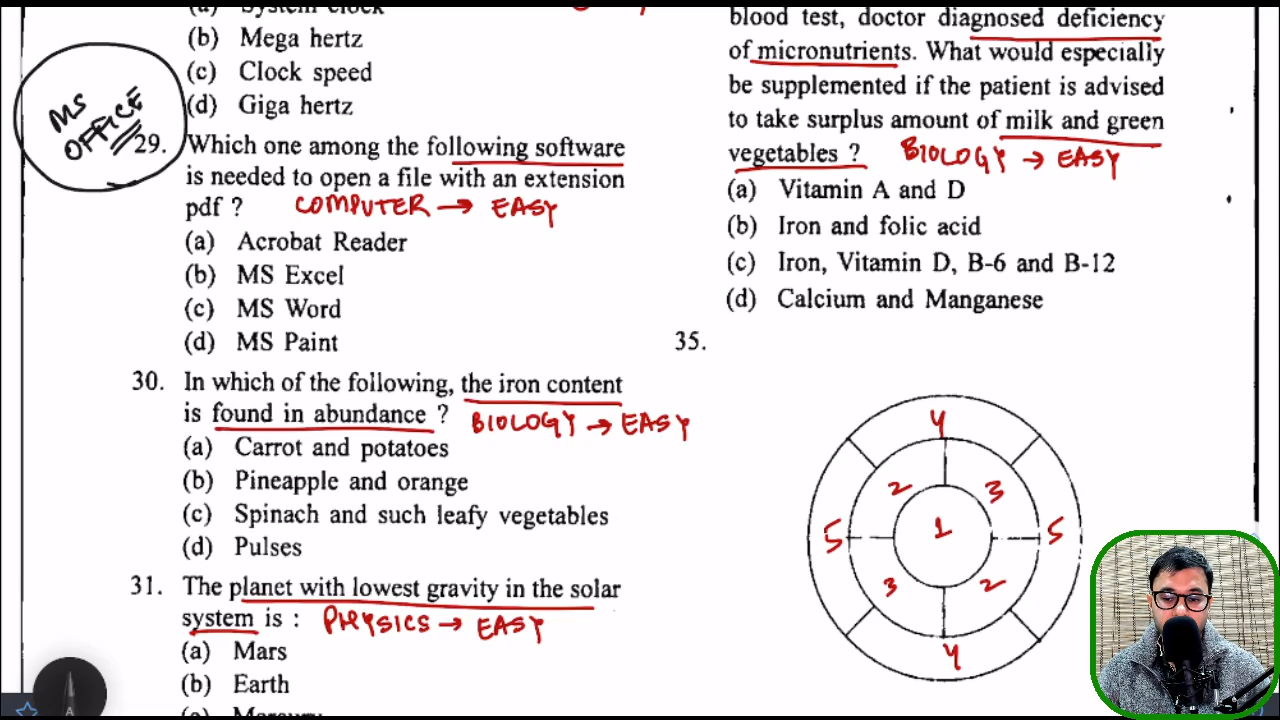 (a) System clock
(b) Mega hertz
(c) Clock speed
(d) Giga hertz
MS
OFFICE
29. Which one among the following software
is needed to open a file with an extension
pdf ? COMPUTER → EASY
(a) Acrobat Reader
(b) MS Excel
(c) MS Word
(d) MS Paint
30. In which of the following, the iron content
is found in abundance ? BIOLOGY → EASY
(a) Carrot and potatoes
(b) Pineapple and orange
(c) Spinach and such leafy vegetables
(d) Pulses
31. The planet with lowest gravity in the solar
system is : PHYSICS → EASY
(a) Mars
(b) Earth
(c) Mercury
blood test, doctor diagnosed deficiency
of micronutrients. What would especially
be supplemented if the patient is advised
to take surplus amount of milk and green
vegetables ? BIOLOGY → EASY
(a) Vitamin A and D
(b) Iron and folic acid
(c) Iron, Vitamin D, B-6 and B-12
(d) Calcium and Manganese
35.
4
2 3
5 1 5
3 2
4
A